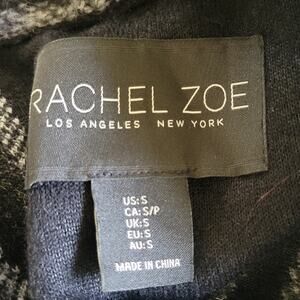 RACHEL ZOE
LOS ANGELES NEW YORK
US:S
CA:S/P
UK:S
EU:S
AU:S
MADE IN CHINA